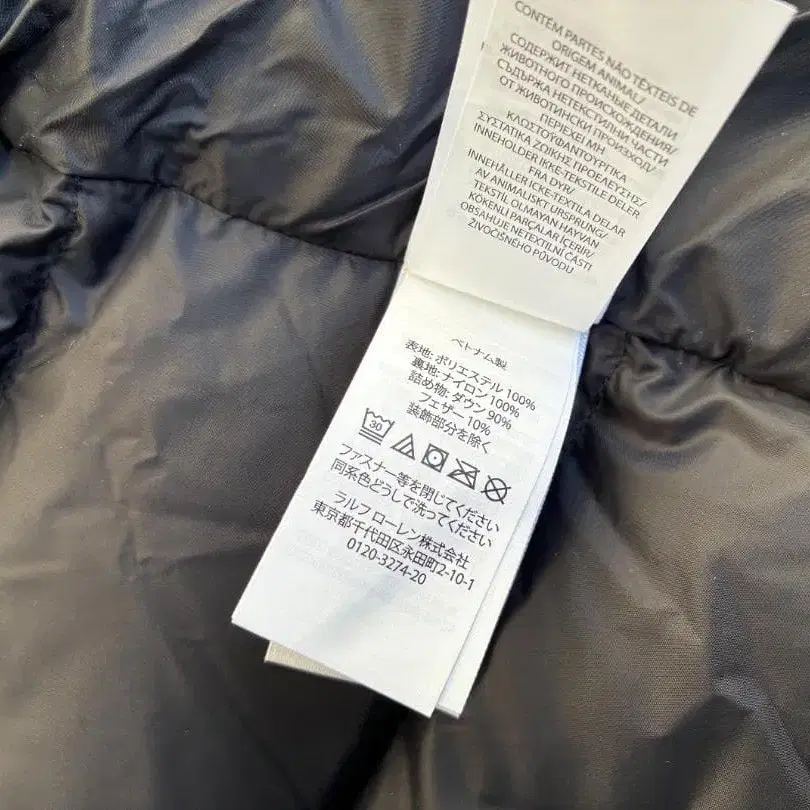 CONTÉM PARTES NÃO TÊXTEIS DE
ORIGEM ANIMAL/
СОДЕРЖИТ НЕТКАНЫЕ ДЕТАЛИ
ЖИВОТНОГО ПРОИСХОЖДЕНИЯ/
СЪДЪРЖА НЕТЕКСТИЛНИ ЧАСТИ
ОТ ЖИВОТИНСКИ ПРОИЗХОД/
ΠΕΡΙΕΧΕΙ ΜΗ
ΚΛΩΣΤΟΫΦΑΝΤΟΥΡΓΙΚΑ
ΣΥΣΤΑΤΙΚΑ ΖΩΙΚΗΣ ΠΡΟΕΛΕΥΣΗΣ/
INNEHOLDER IKKE-TEKSTILE DELER
FRA DYR/
INNEHÅLLER ICKE-TEXTILA DELAR
AV ANIMALISKT URSPRUNG/
TEKSTİL OLMAYAN HAYVAN
KÖKENLİ PARÇALAR İÇERİR/
OBSAHUJE NETEXTILNÍ ČÁSTI
ŽIVOČIŠNÉHO PŮVODU
ベトナム製
表地: ポリエステル 100%
裏地: ナイロン 100%
詰め物: ダウン 90%
フェザー 10%
装飾部分を除く
30
ファスナー等を閉じてください
同系色どうしで洗ってください
ラルフ ローレン株式会社
東京都千代田区永田町2-10-1
0120-3274-20